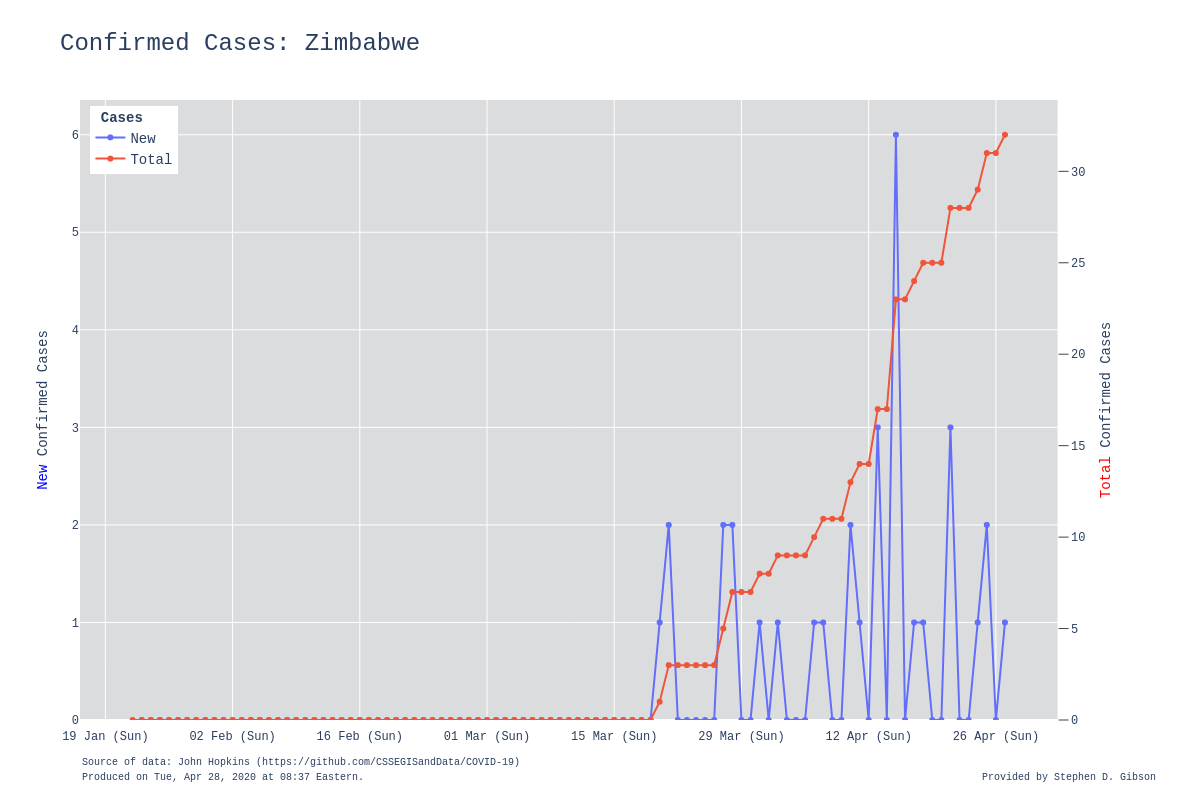 Confirmed Cases: Zimbabwe
Cases
New
Total
6
5
4
3
2
1
0
30
25
20
15
10
5
0
New Confirmed Cases
Total Confirmed Cases
19 Jan (Sun) 02 Feb (Sun) 16 Feb (Sun) 01 Mar (Sun) 15 Mar (Sun) 29 Mar (Sun) 12 Apr (Sun) 26 Apr (Sun)
Source of data: John Hopkins (https://github.com/CSSEGISandData/COVID-19)
Produced on Tue, Apr 28, 2020 at 08:37 Eastern.
Provided by Stephen D. Gibson